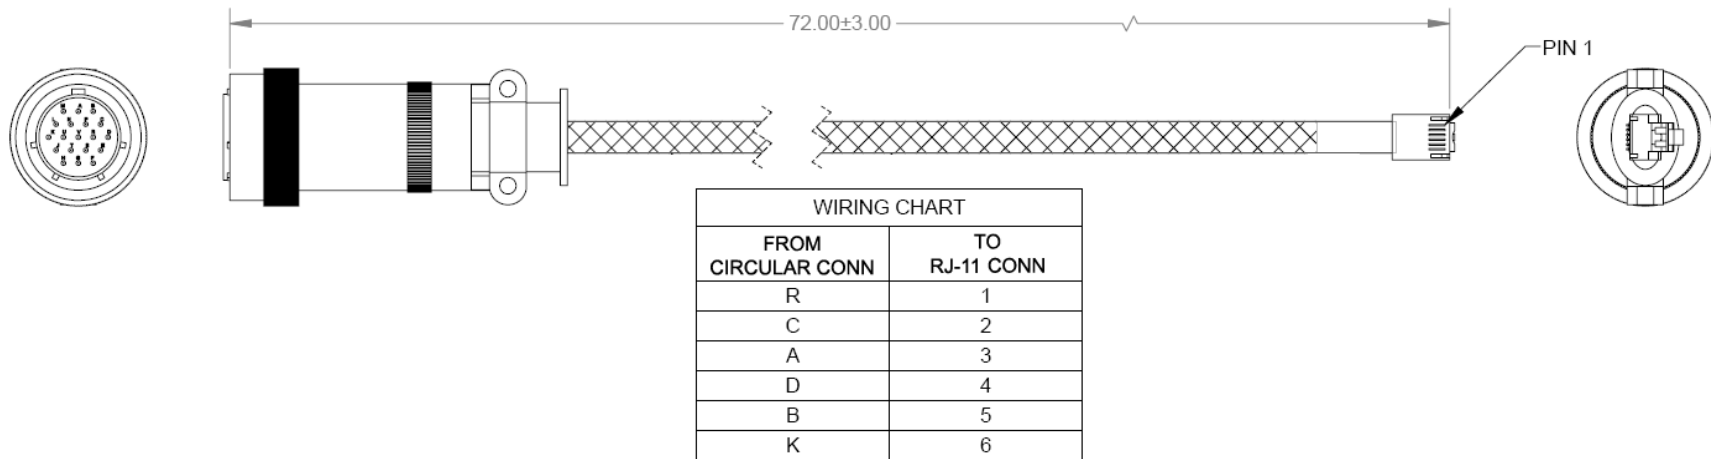 72.00±3.00
PIN 1
WIRING CHART
FROM
CIRCULAR CONN
TO
RJ-11 CONN
R 1
C 2
A 3
D 4
B 5
K 6